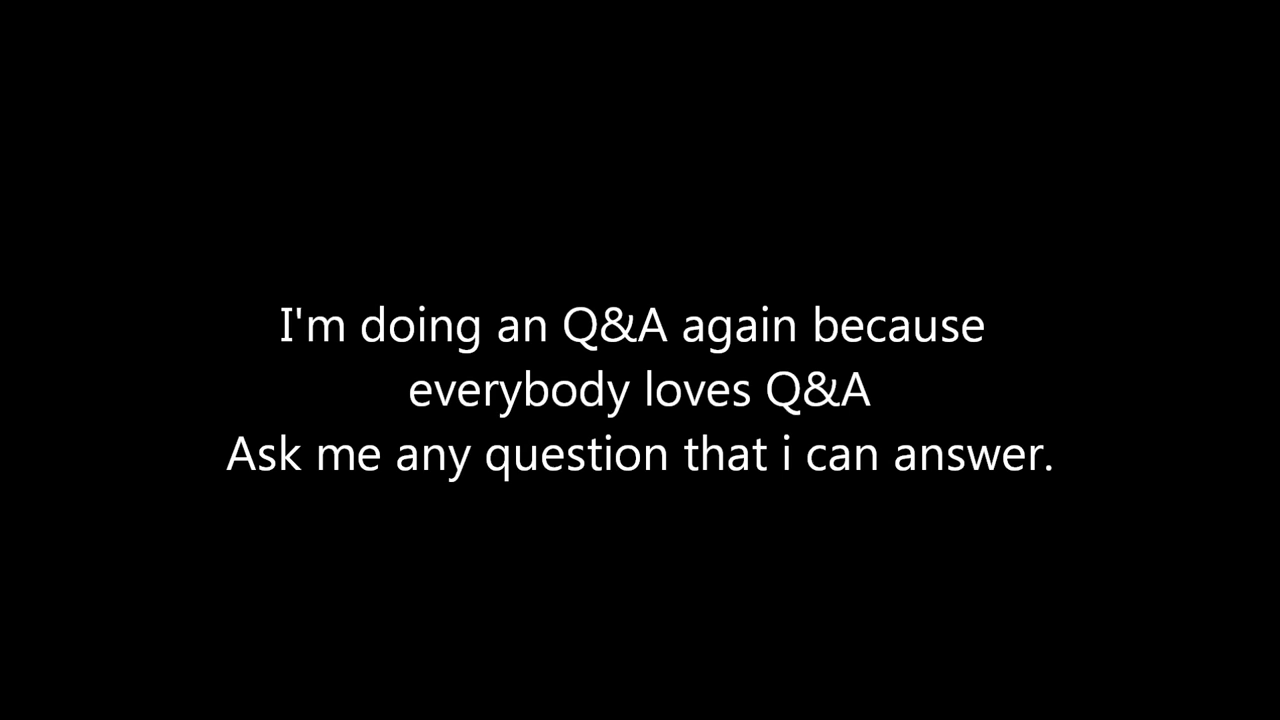 I'm doing an Q&A again because
everybody loves Q&A
Ask me any question that i can answer.